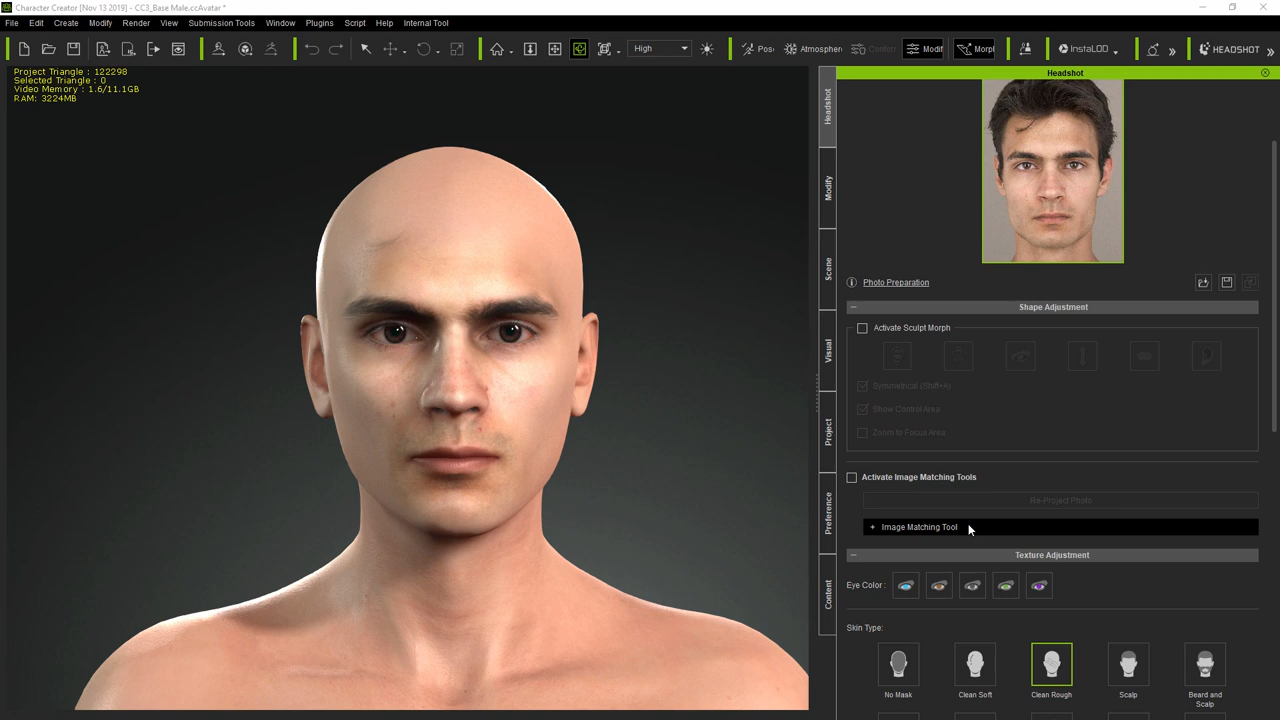 Character Creator [Nov 13 2019] - CC3_Base Male.ccAvatar *
File Edit Create Modify Render View Submission Tools Window Plugins Script Help Internal Tool
High Pos Atmosphere Confor Modif Morph InstaLOD » HEADSHOT »
Project Triangle : 122298
Selected Triangle : 0
Video Memory : 1.6/11.1GB
RAM: 3224MB
Headshot
Headshot
Modify
Scene
Visual
Project
Preference
Content
Photo Preparation
Shape Adjustment
Activate Sculpt Morph
Symmetrical (Shift+A)
Show Control Area
Zoom to Focus Area
Activate Image Matching Tools
Re-Project Photo
+ Image Matching Tool
Texture Adjustment
Eye Color :
Skin Type:
No Mask Clean Soft Clean Rough Scalp Beard and
Scalp